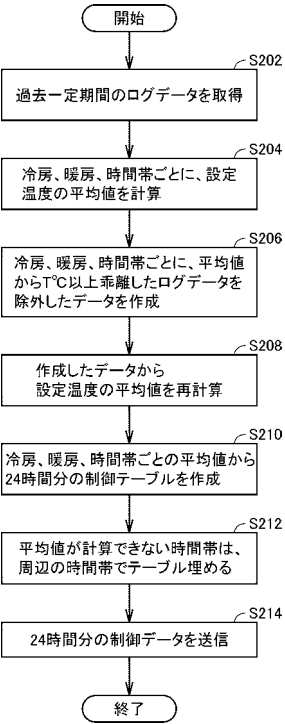 開始
S202
過去一定期間のログデータを取得
S204
冷房、暖房、時間帯ごとに、設定
温度の平均値を計算
S206
冷房、暖房、時間帯ごとに、平均値
からT℃以上乖離したログデータを
除外したデータを作成
S208
作成したデータから
設定温度の平均値を再計算
S210
冷房、暖房、時間帯ごとの平均値から
24時間分の制御テーブルを作成
S212
平均値が計算できない時間帯は、
周辺の時間帯でテーブル埋める
S214
24時間分の制御データを送信
終了